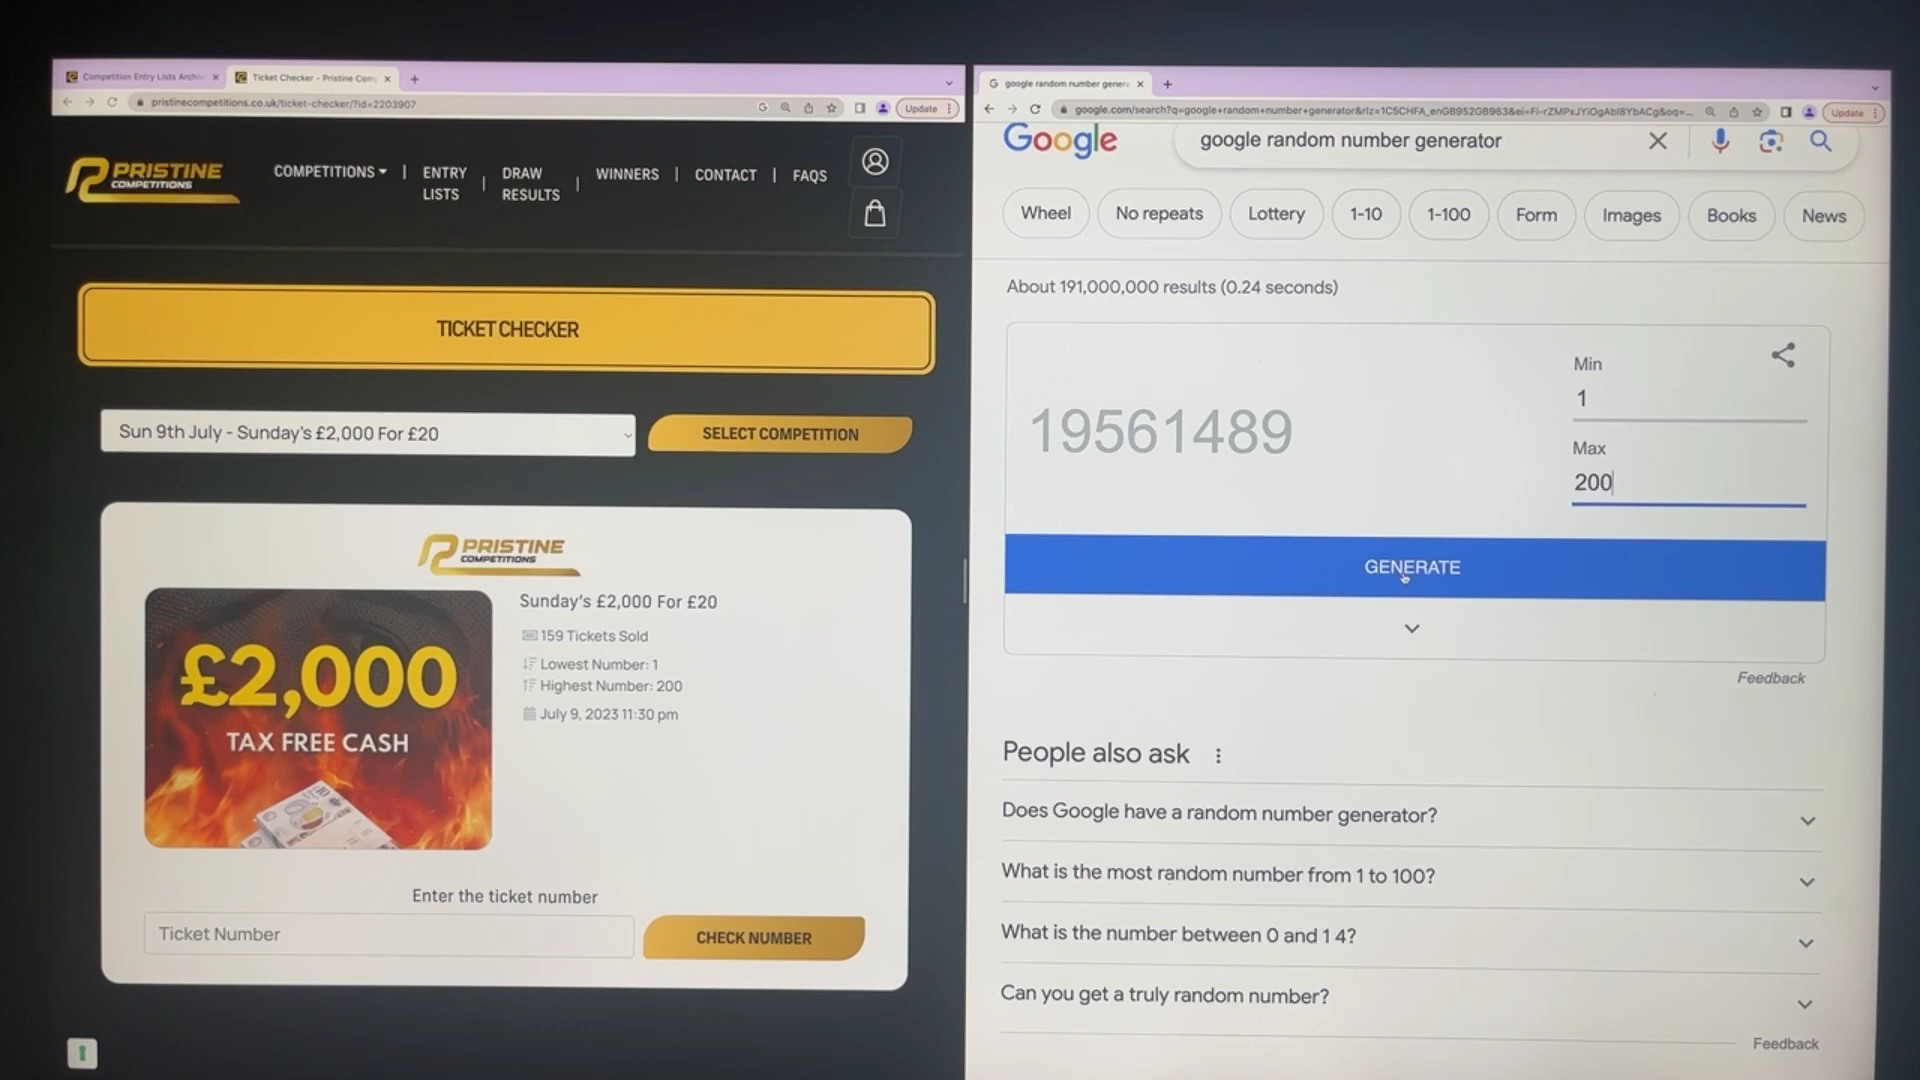 Competition Entry Lists Archiv
Ticket Checker - Pristine Com
pristinecompetitions.co.uk/ticket-checker/?id=2203907
Update
PRISTINE
COMPETITIONS
COMPETITIONS
ENTRY
LISTS
DRAW
RESULTS
WINNERS
CONTACT
FAQS
TICKET CHECKER
Sun 9th July - Sunday's £2,000 For £20
SELECT COMPETITION
PRISTINE
COMPETITIONS
£2,000
TAX FREE CASH
Sunday's £2,000 For £20
159 Tickets Sold
Lowest Number: 1
Highest Number: 200
July 9, 2023 11:30 pm
Enter the ticket number
Ticket Number
CHECK NUMBER
google random number genera
Update
Google
google random number generator
Wheel
No repeats
Lottery
1-10
1-100
Form
Images
Books
News
About 191,000,000 results (0.24 seconds)
19561489
Min
1
Max
200
GENERATE
Feedback
People also ask
Does Google have a random number generator?
What is the most random number from 1 to 100?
What is the number between 0 and 1 4?
Can you get a truly random number?
Feedback